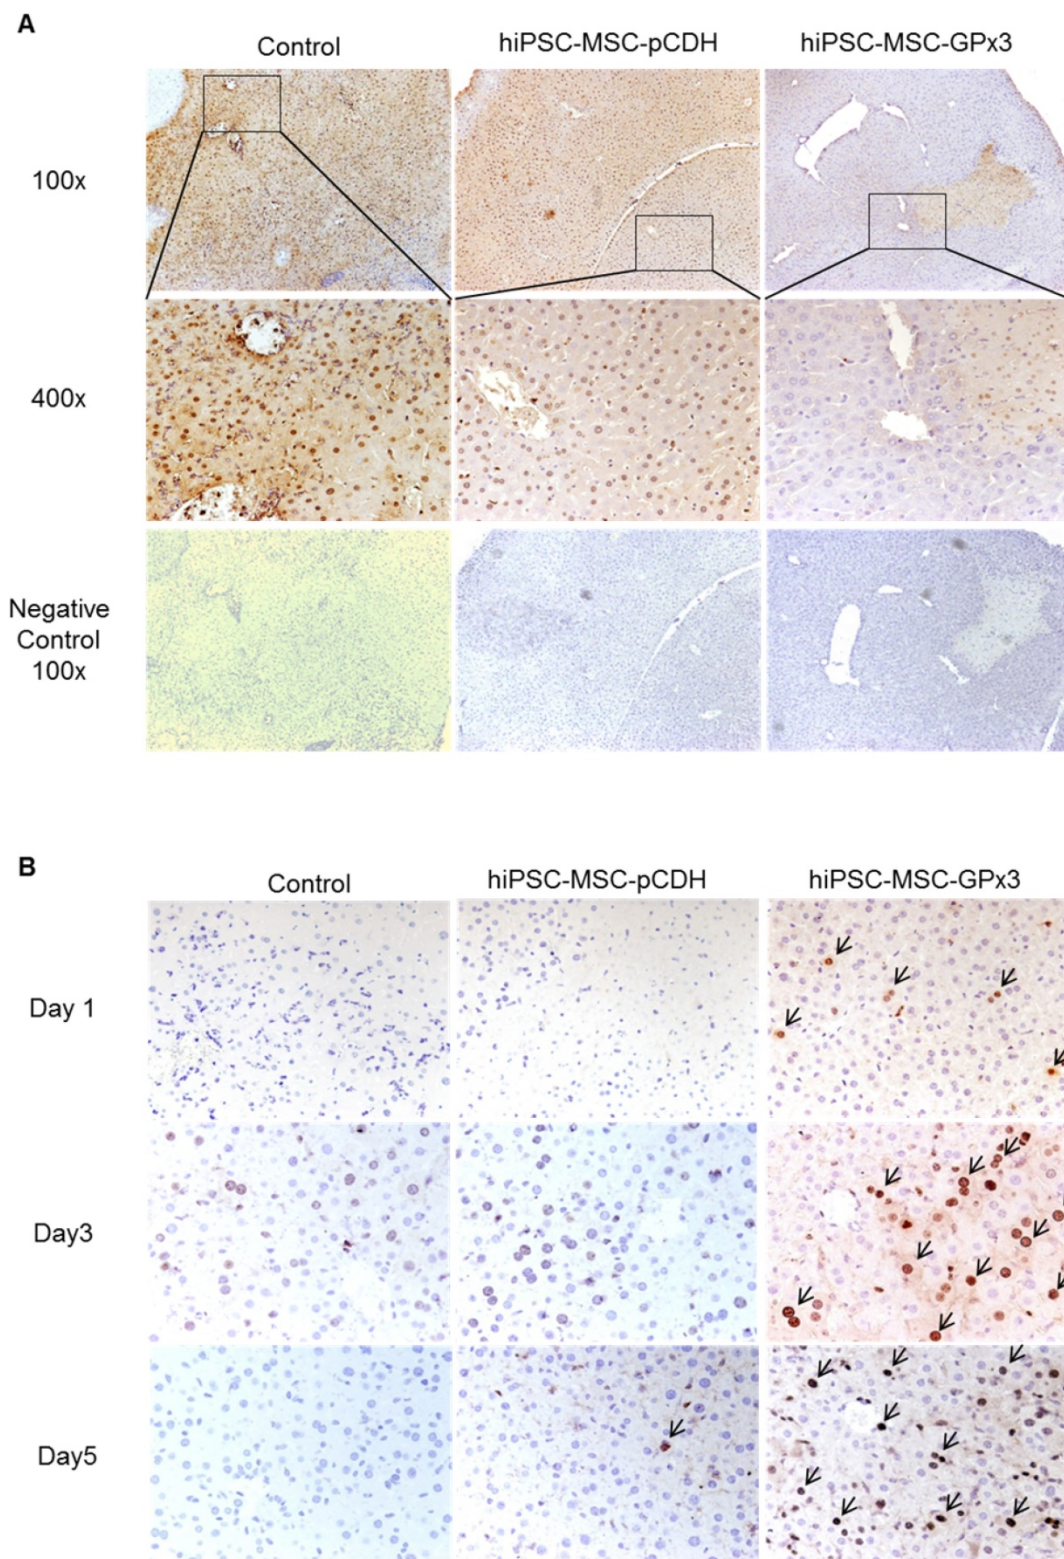 A
Control
hiPSC-MSC-pCDH
hiPSC-MSC-GPx3
100x
400x
Negative
Control
100x
B
Control
hiPSC-MSC-pCDH
hiPSC-MSC-GPx3
Day 1
Day3
Day5